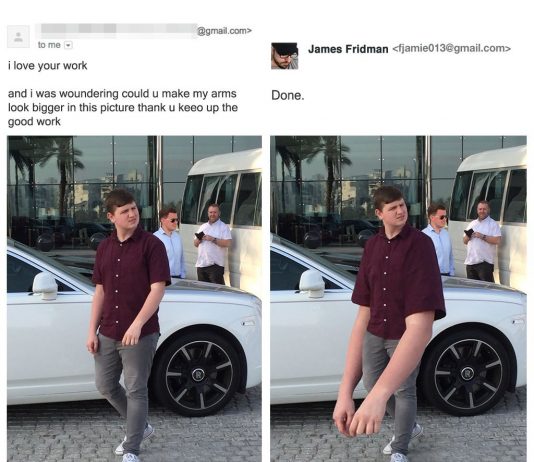 @gmail.com>
to me
i love your work
and i was woundering could u make my arms
look bigger in this picture thank u keeo up the
good work
James Fridman <fjamie013@gmail.com>
Done.